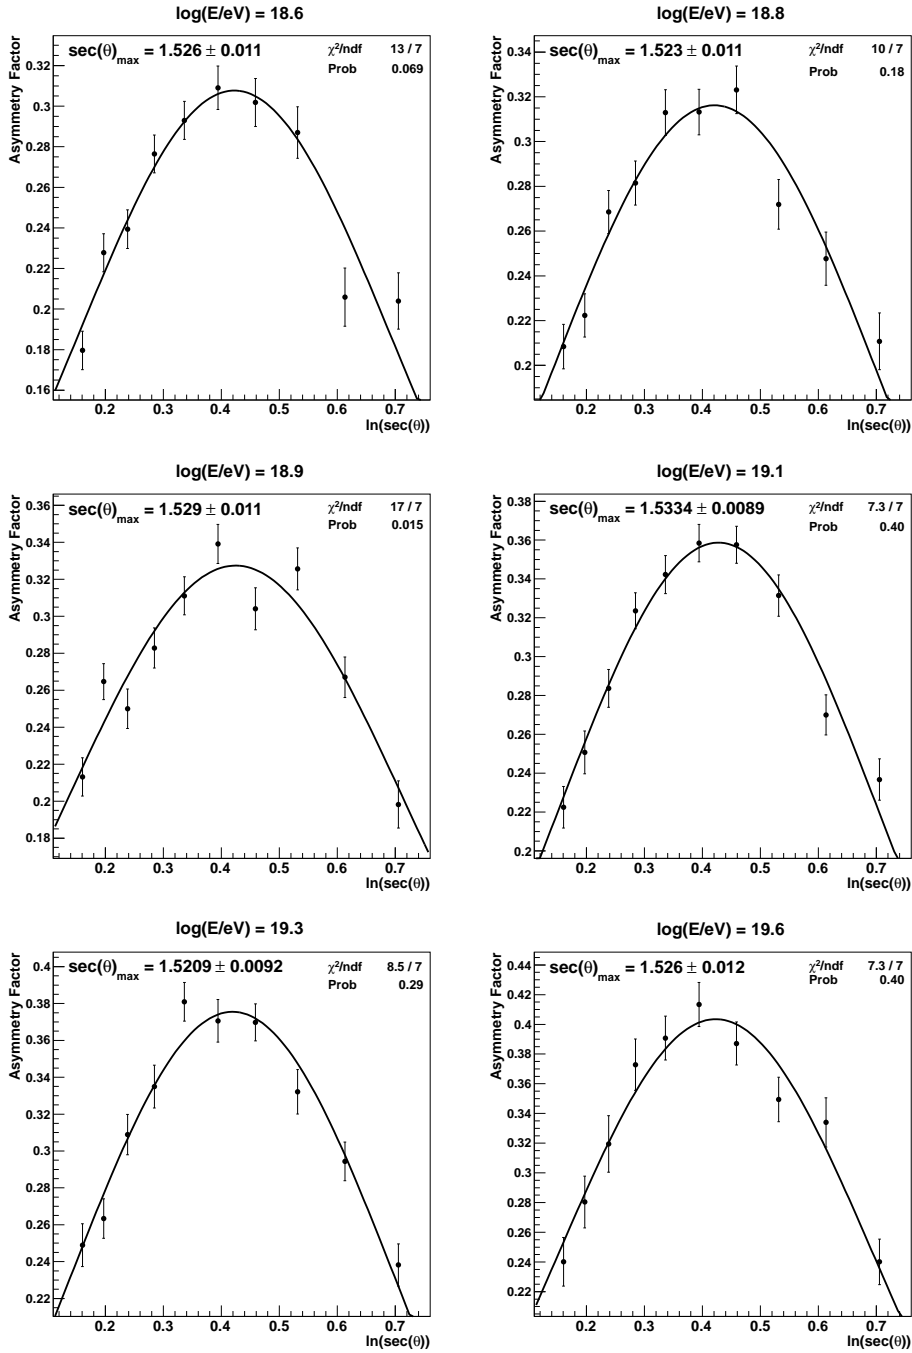 log(E/eV) = 18.6
sec(θ)max = 1.526 ± 0.011
χ²/ndf 13 / 7
Prob 0.069
Asymmetry Factor
0.32
0.3
0.28
0.26
0.24
0.22
0.2
0.18
0.16
0.2 0.3 0.4 0.5 0.6 0.7
ln(sec(θ))
log(E/eV) = 18.8
sec(θ)max = 1.523 ± 0.011
χ²/ndf 10 / 7
Prob 0.18
Asymmetry Factor
0.34
0.32
0.3
0.28
0.26
0.24
0.22
0.2
0.2 0.3 0.4 0.5 0.6 0.7
ln(sec(θ))
log(E/eV) = 18.9
sec(θ)max = 1.529 ± 0.011
χ²/ndf 17 / 7
Prob 0.015
Asymmetry Factor
0.36
0.34
0.32
0.3
0.28
0.26
0.24
0.22
0.2
0.18
0.2 0.3 0.4 0.5 0.6 0.7
ln(sec(θ))
log(E/eV) = 19.1
sec(θ)max = 1.5334 ± 0.0089
χ²/ndf 7.3 / 7
Prob 0.40
Asymmetry Factor
0.38
0.36
0.34
0.32
0.3
0.28
0.26
0.24
0.22
0.2
0.2 0.3 0.4 0.5 0.6 0.7
ln(sec(θ))
log(E/eV) = 19.3
sec(θ)max = 1.5209 ± 0.0092
χ²/ndf 8.5 / 7
Prob 0.29
Asymmetry Factor
0.4
0.38
0.36
0.34
0.32
0.3
0.28
0.26
0.24
0.22
0.2 0.3 0.4 0.5 0.6 0.7
ln(sec(θ))
log(E/eV) = 19.6
sec(θ)max = 1.526 ± 0.012
χ²/ndf 7.3 / 7
Prob 0.40
Asymmetry Factor
0.44
0.42
0.4
0.38
0.36
0.34
0.32
0.3
0.28
0.26
0.24
0.22
0.2 0.3 0.4 0.5 0.6 0.7
ln(sec(θ))